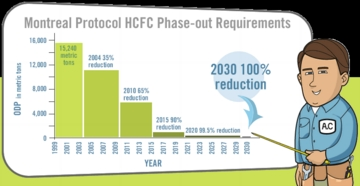 Montreal Protocol HCFC Phase-out Requirements
16,000
12,000
8,000
4,000
0
ODP in metric tons
15,240
metric
tons
2004 35%
reduction
2010 65%
reduction
2015 90%
reduction
2020 99.5% reduction
2030 100%
reduction
1999
2001
2003
2005
2007
2009
2011
2013
2015
2017
2019
2021
2023
2025
2027
2029
2030
YEAR
A/C